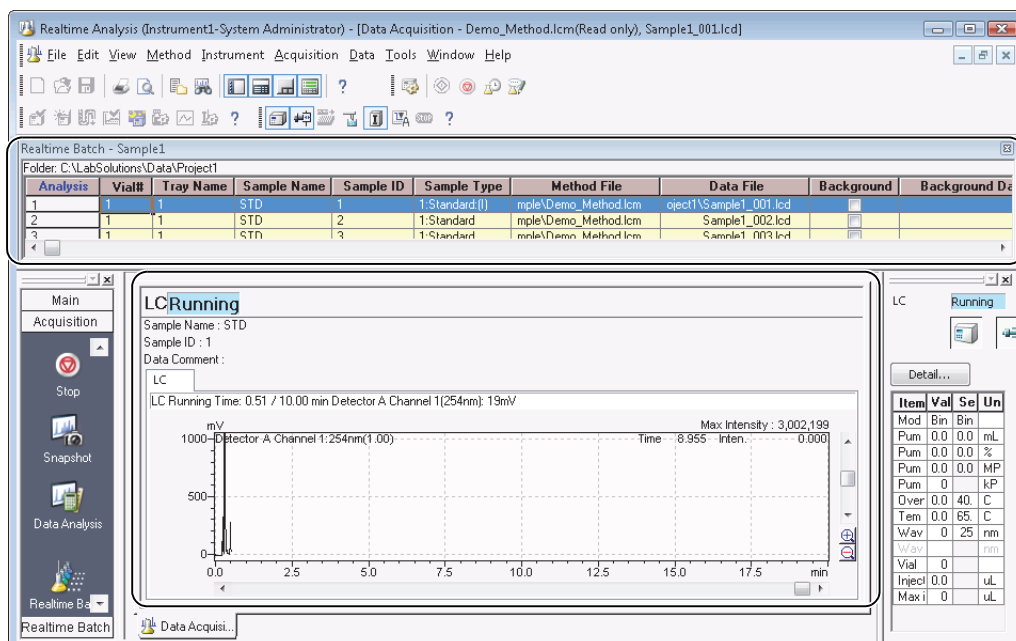 Realtime Analysis (Instrument1-System Administrator) - [Data Acquisition - Demo_Method.lcm(Read only), Sample1_001.lcd]
File Edit View Method Instrument Acquisition Data Tools Window Help
Realtime Batch - Sample1
Folder: C:\LabSolutions\Data\Project1
Analysis Vial# Tray Name Sample Name Sample ID Sample Type Method File Data File Background Background Da
1 1 1 STD 1 1:Standard:(I) mple\Demo_Method.lcm oject1\Sample1_001.lcd
2 1 1 STD 2 1:Standard mple\Demo_Method.lcm Sample1_002.lcd
3 1 1 STD 3 1:Standard mple\Demo_Method.lcm Sample1_003.lcd
Main
Acquisition
Stop
Snapshot
Data Analysis
Realtime Ba
Realtime Batch
LC Running
Sample Name : STD
Sample ID : 1
Data Comment :
LC
LC Running Time: 0.51 / 10.00 min Detector A Channel 1(254nm): 19mV
mV
Max Intensity : 3,002,199
1000 Detector A Channel 1:254nm(1.00) Time 8.955 Inten. 0.000
500
0
0.0 2.5 5.0 7.5 10.0 12.5 15.0 17.5 min
Data Acquisi...
LC Running
Detail...
Item Val Se Un
Mod Bin Bin
Pum 0.0 0.0 mL
Pum 0.0 0.0 %
Pum 0.0 0.0 MP
Pum 0 kP
Over 0.0 40. C
Tem 0.0 65. C
Wav 0 25 nm
Wav nm
Vial 0
Inject 0.0 uL
Max i 0 uL